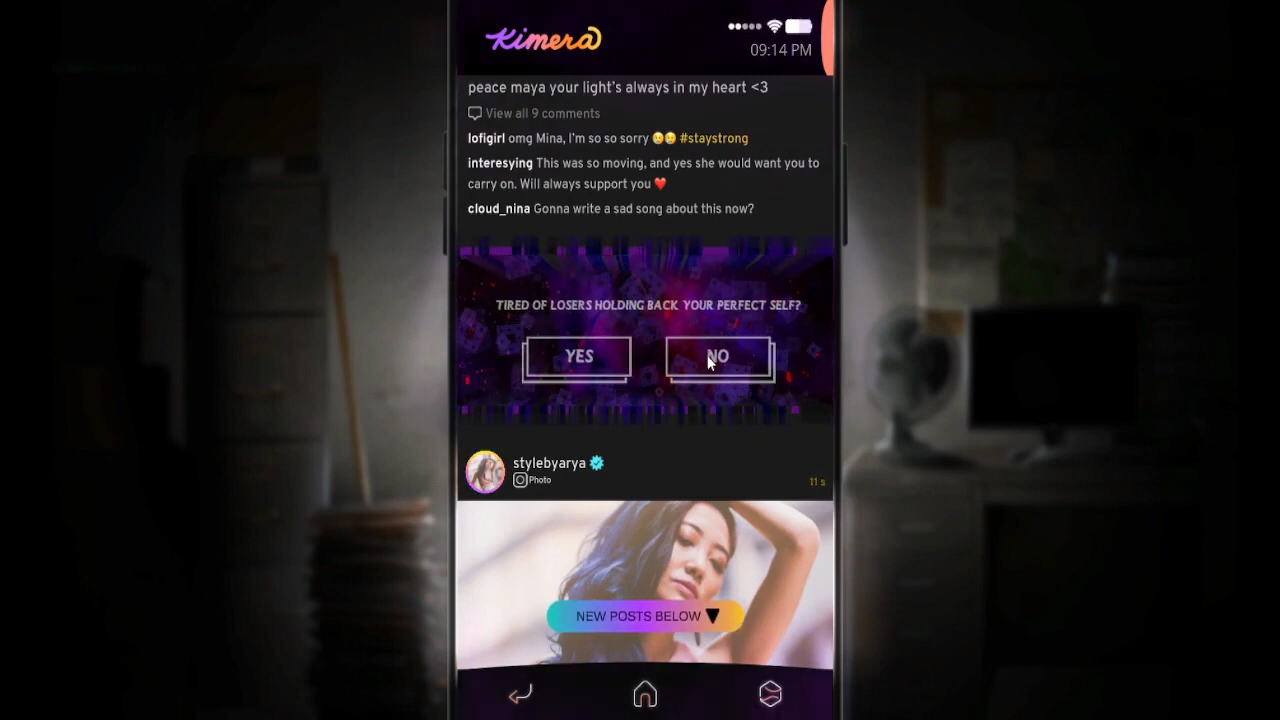 Kimera
09:14 PM
peace maya your light's always in my heart <3
View all 9 comments
lofigirl omg Mina, I'm so so sorry 😢😢 #staystrong
interesying This was so moving, and yes she would want you to
carry on. Will always support you ❤️
cloud_nina Gonna write a sad song about this now?
TIRED OF LOSERS HOLDING BACK YOUR PERFECT SELF?
YES
NO
stylebyarya
Photo
11 s
NEW POSTS BELOW ▼